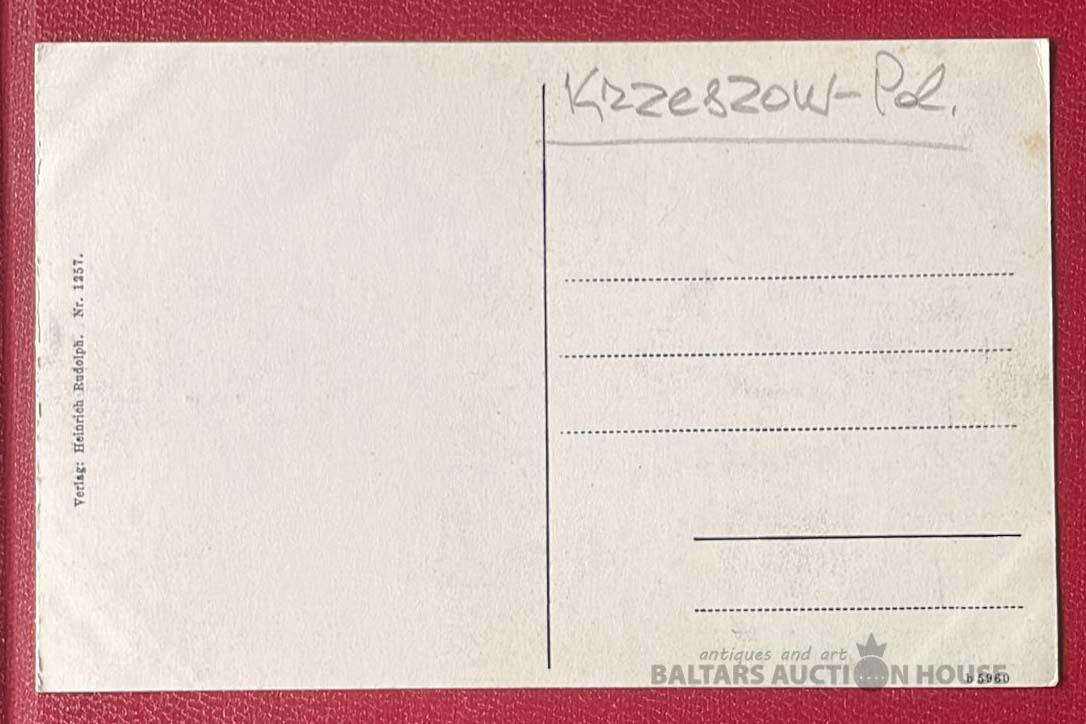 Krzeszow-Pol.
Verlag: Heinrich Rudolph. Nr. 1257.
antiques and art
BALTARS AUCTION HOUSE
b 5960